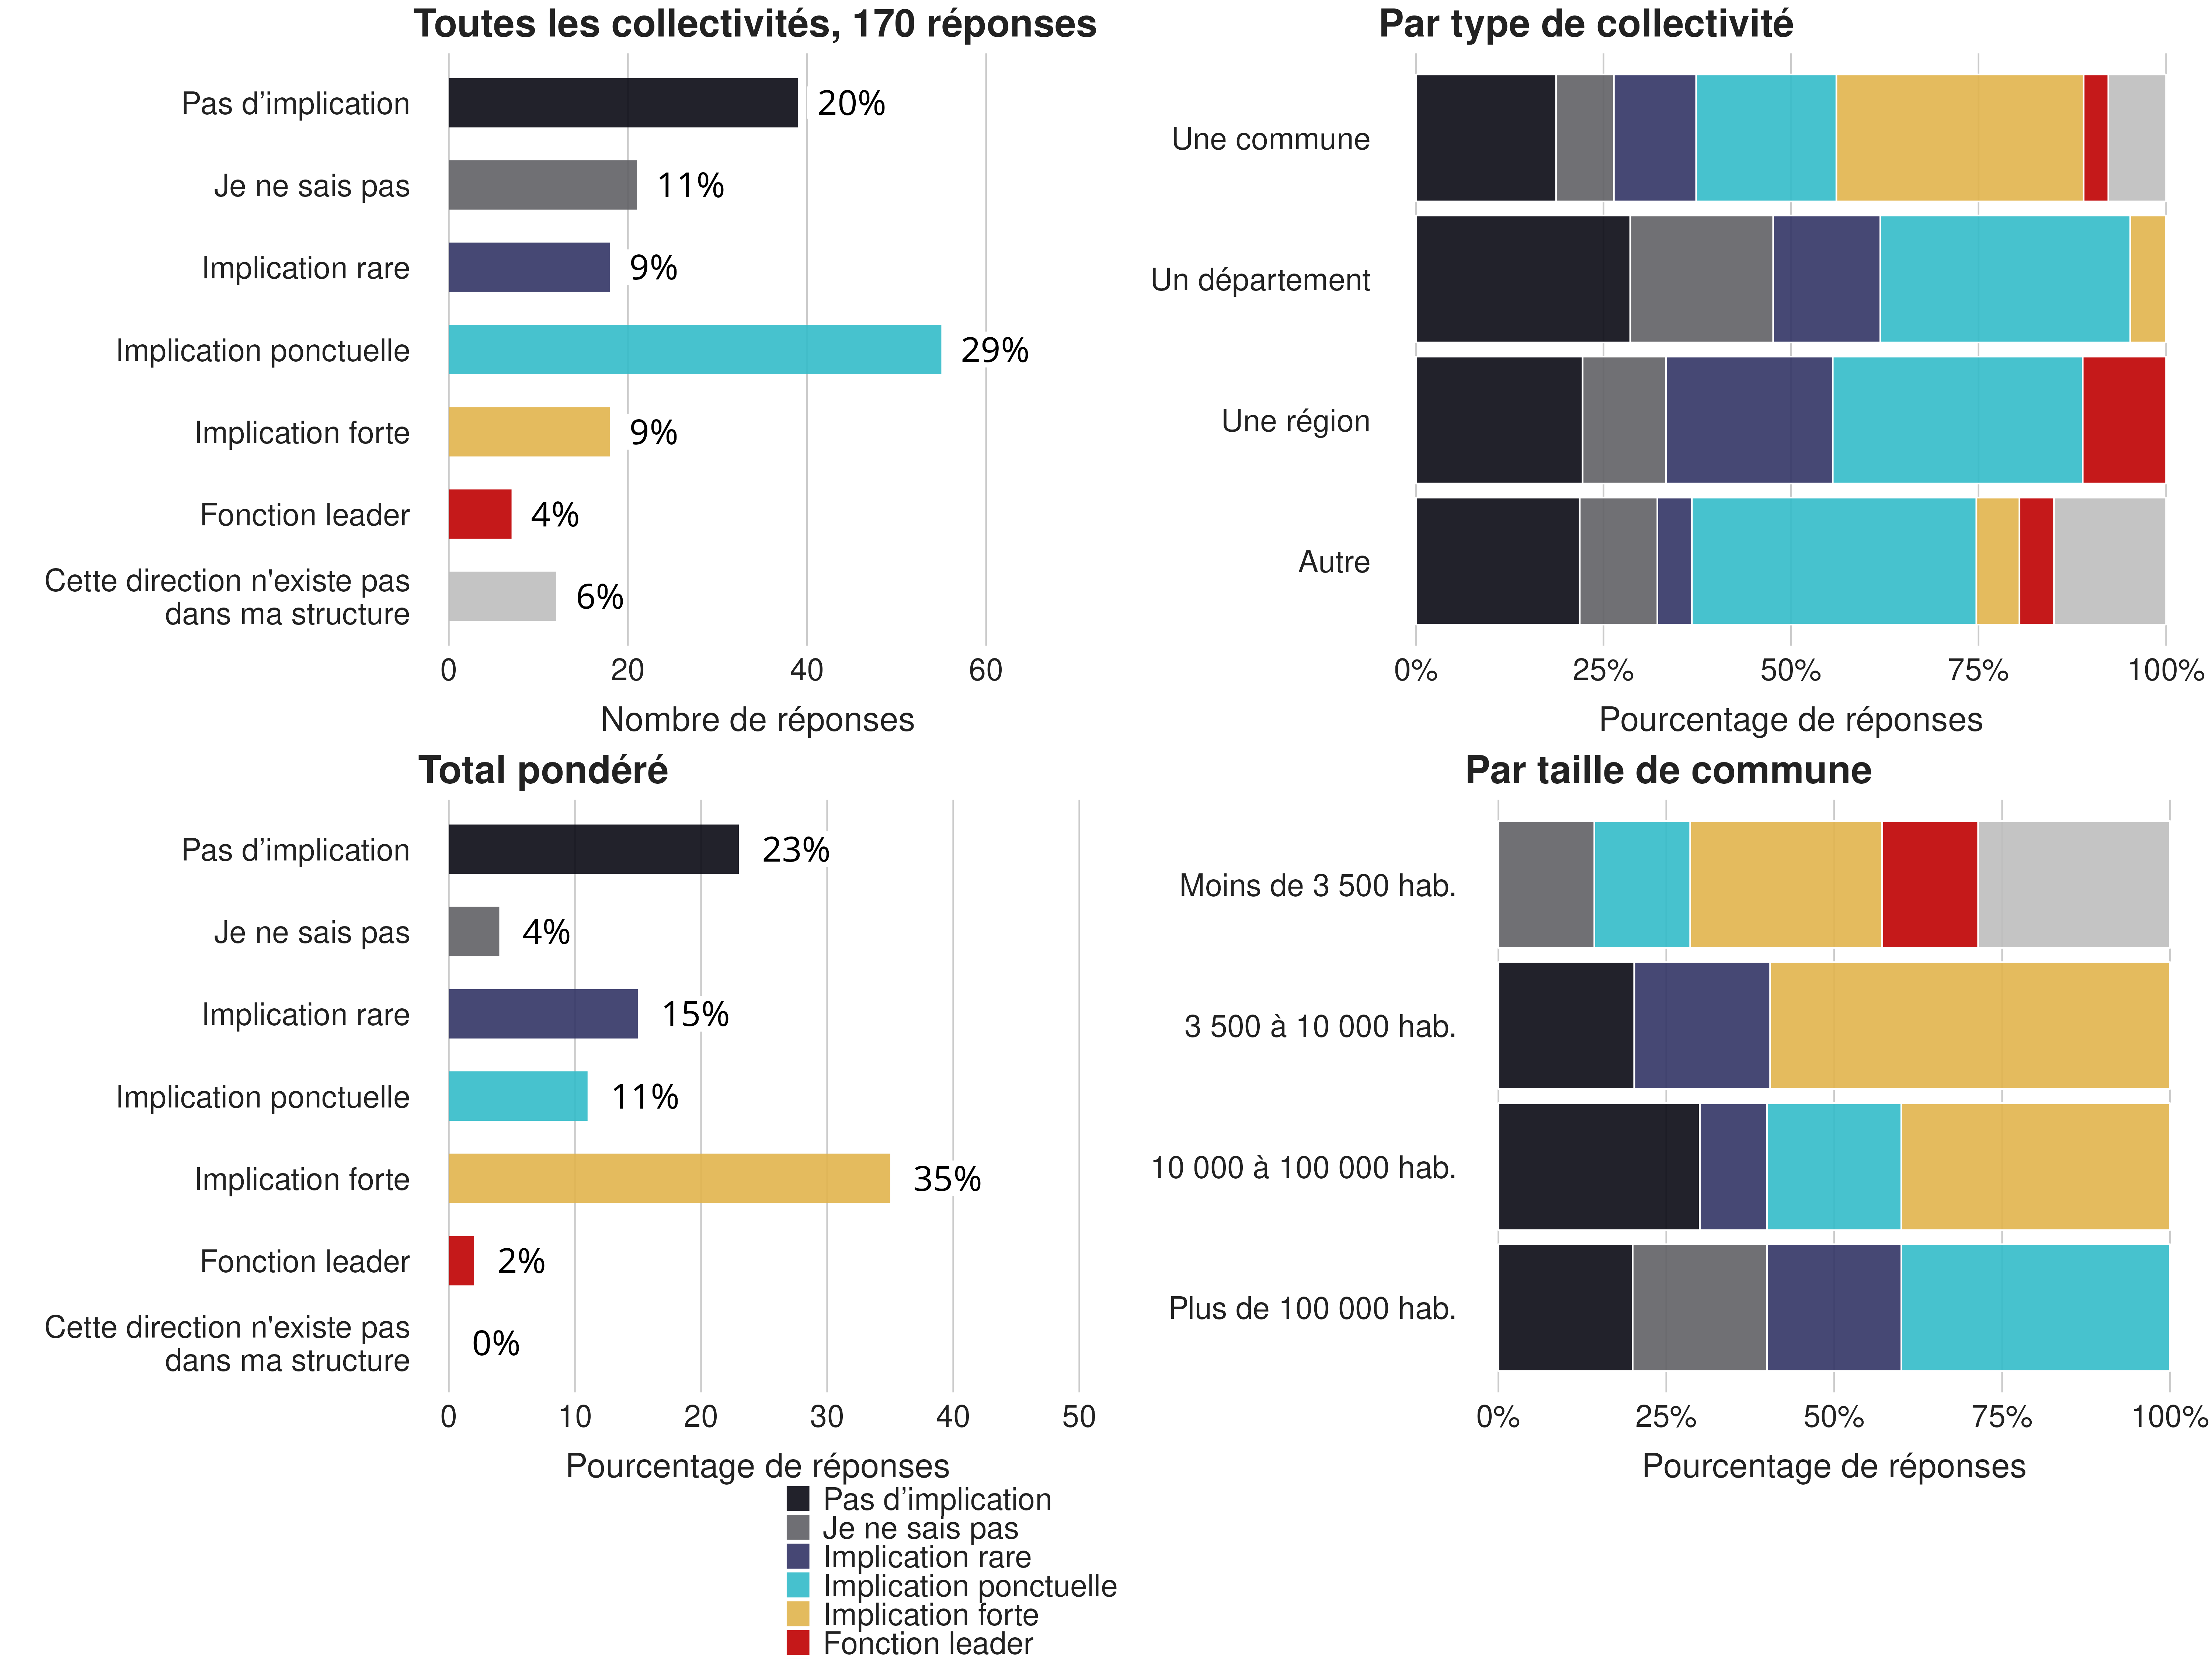 Toutes les collectivités, 170 réponses
Pas d’implication
20%
Je ne sais pas
11%
Implication rare
9%
Implication ponctuelle
29%
Implication forte
9%
Fonction leader
4%
Cette direction n'existe pas
dans ma structure
6%
0 20 40 60
Nombre de réponses
Par type de collectivité
Une commune
Un département
Une région
Autre
0% 25% 50% 75% 100%
Pourcentage de réponses
Total pondéré
Pas d’implication
23%
Je ne sais pas
4%
Implication rare
15%
Implication ponctuelle
11%
Implication forte
35%
Fonction leader
2%
Cette direction n'existe pas
dans ma structure
0%
0 10 20 30 40 50
Pourcentage de réponses
Par taille de commune
Moins de 3 500 hab.
3 500 à 10 000 hab.
10 000 à 100 000 hab.
Plus de 100 000 hab.
0% 25% 50% 75% 100%
Pourcentage de réponses
Pas d’implication
Je ne sais pas
Implication rare
Implication ponctuelle
Implication forte
Fonction leader